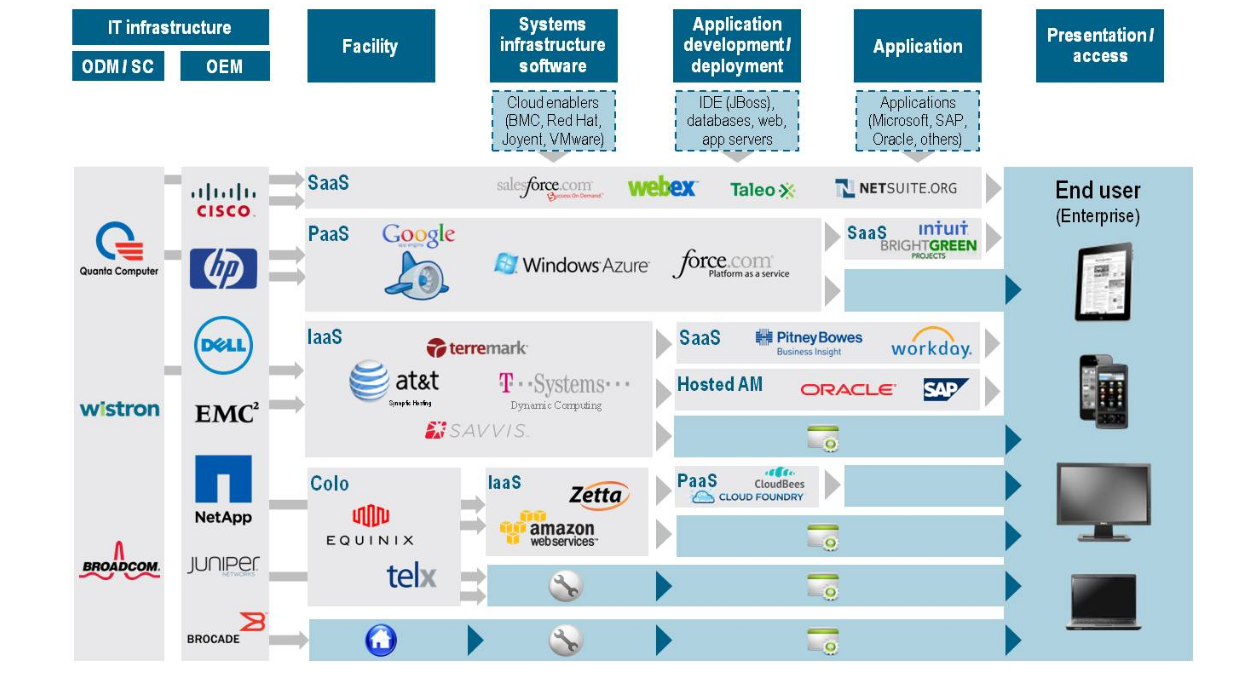 IT infrastructure
ODM / SC
OEM
Facility
Systems
infrastructure
software
Application
development/
deployment
Application
Presentation /
access
Cloud enablers
(BMC, Red Hat,
Joyent, VMware)
IDE (JBoss),
databases, web,
app servers
Applications
(Microsoft, SAP,
Oracle, others)
Quanta Computer
wistron
BROADCOM.
CISCO.
hp
DELL
EMC²
NetApp
JUNIPER
NETWORKS
BROCADE
SaaS
salesforce.com
Success On Demand
webex
Taleo
NETSUITE.ORG
PaaS
Google
app engine
Windows Azure
force.com
Platform as a service
SaaS
intuit
BRIGHTGREEN
PROJECTS
IaaS
terremark
at&t
Synaptic Hosting
T··Systems···
Dynamic Computing
SAVVIS.
SaaS
PitneyBowes
Business Insight
workday.
Hosted AM
ORACLE
SAP
Colo
EQUINIX
telx
IaaS
Zetta
amazon
webservices™
PaaS
CloudBees
CLOUD FOUNDRY
End user
(Enterprise)